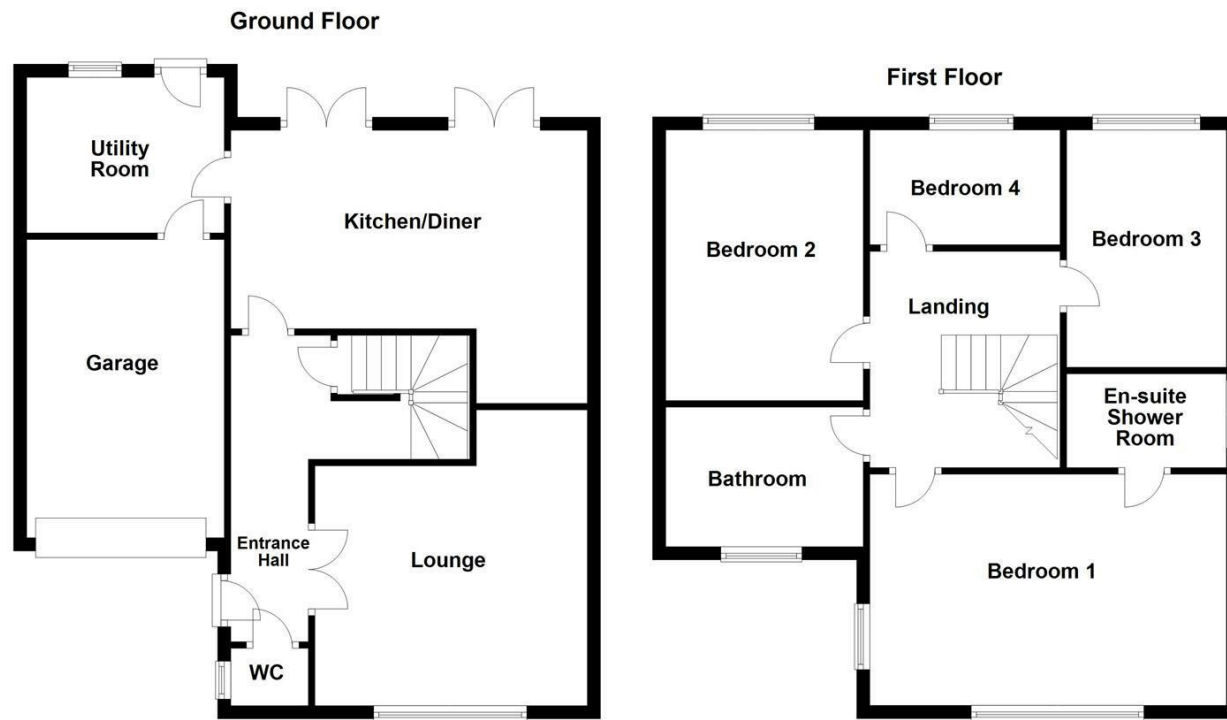 Ground Floor
Utility
Room
Kitchen/Diner
Garage
Entrance
Hall
Lounge
WC
First Floor
Bedroom 4
Bedroom 2
Bedroom 3
Landing
En-suite
Shower
Room
Bathroom
Bedroom 1